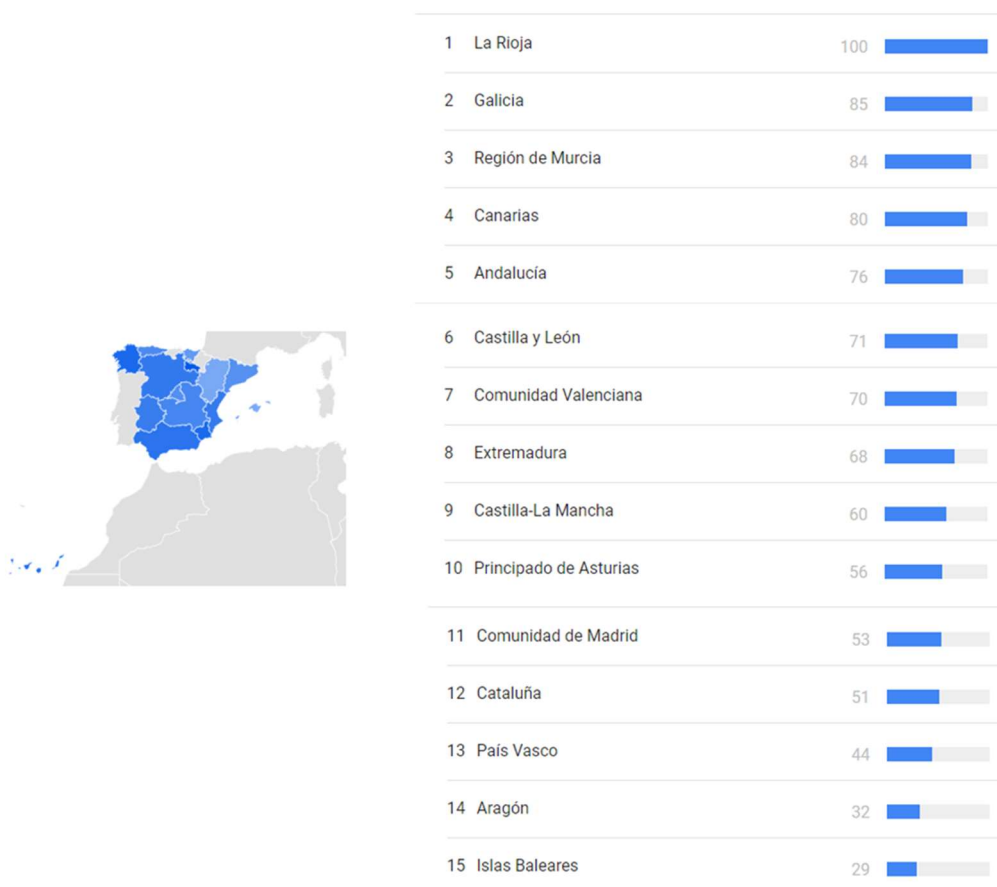 1 La Rioja 100
2 Galicia 85
3 Región de Murcia 84
4 Canarias 80
5 Andalucía 76
6 Castilla y León 71
7 Comunidad Valenciana 70
8 Extremadura 68
9 Castilla-La Mancha 60
10 Principado de Asturias 56
11 Comunidad de Madrid 53
12 Cataluña 51
13 País Vasco 44
14 Aragón 32
15 Islas Baleares 29